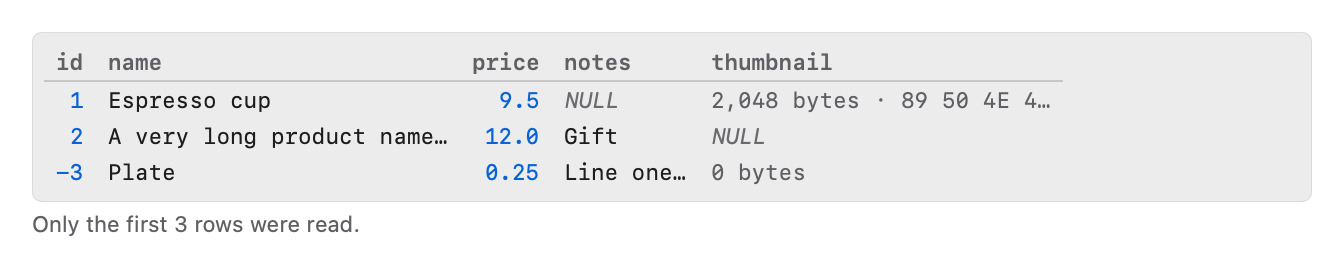 id name price notes thumbnail
1 Espresso cup 9.5 NULL 2,048 bytes · 89 50 4E 4…
2 A very long product name… 12.0 Gift NULL
−3 Plate 0.25 Line one… 0 bytes
Only the first 3 rows were read.